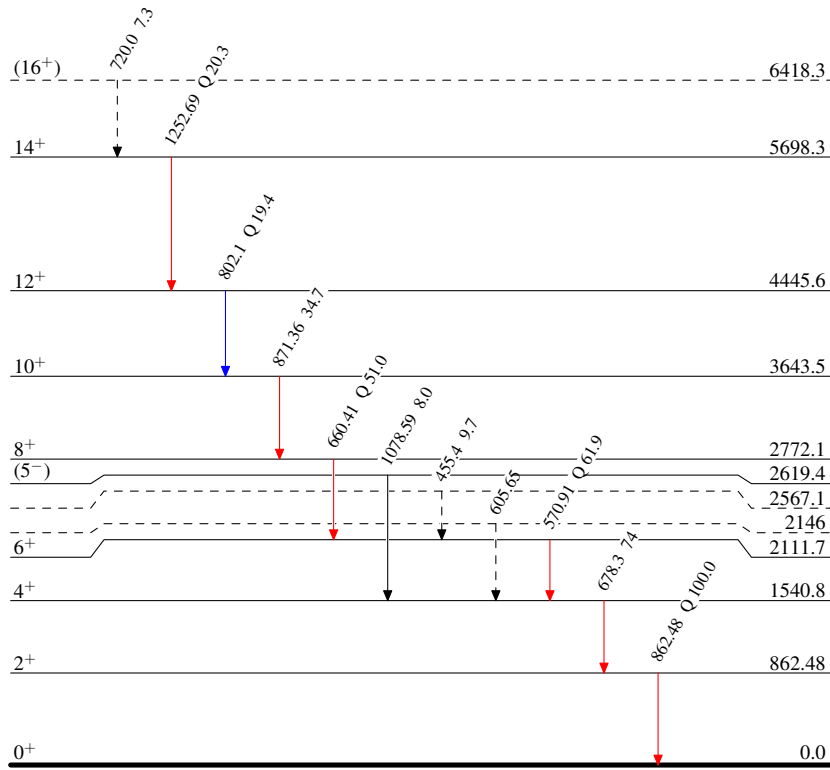 (16⁺) 720.0 7.3 6418.3
14⁺ 1252.69 Q 20.3 5698.3
12⁺ 802.1 Q 19.4 4445.6
10⁺ 871.36 34.7 3643.5
8⁺ 660.41 Q 51.0 2772.1
(5⁻) 1078.59 8.0 2619.4
455.4 9.7 2567.1
605.65 2146
6⁺ 570.91 Q 61.9 2111.7
4⁺ 678.3 74 1540.8
2⁺ 862.48 Q 100.0 862.48
0⁺ 0.0